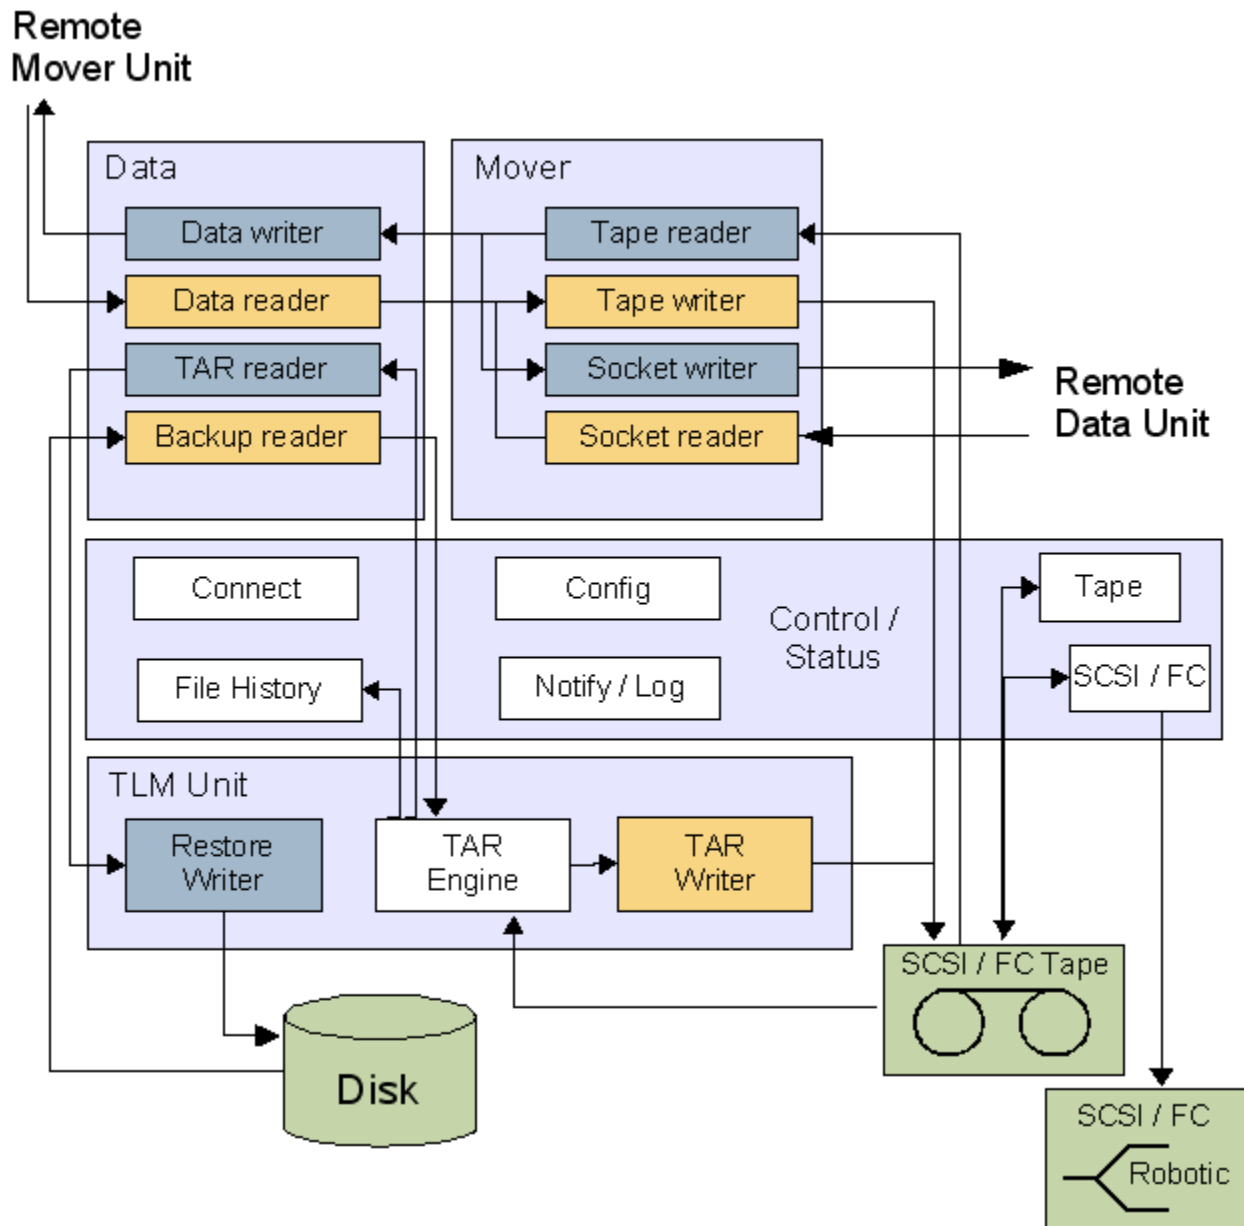 Remote
Mover Unit
Data
Mover
Data writer
Tape reader
Data reader
Tape writer
TAR reader
Socket writer
Remote
Data Unit
Backup reader
Socket reader
Connect
Config
Tape
Control /
Status
File History
Notify / Log
SCSI / FC
TLM Unit
Restore
Writer
TAR
Engine
TAR
Writer
SCSI / FC Tape
Disk
SCSI / FC
Robotic